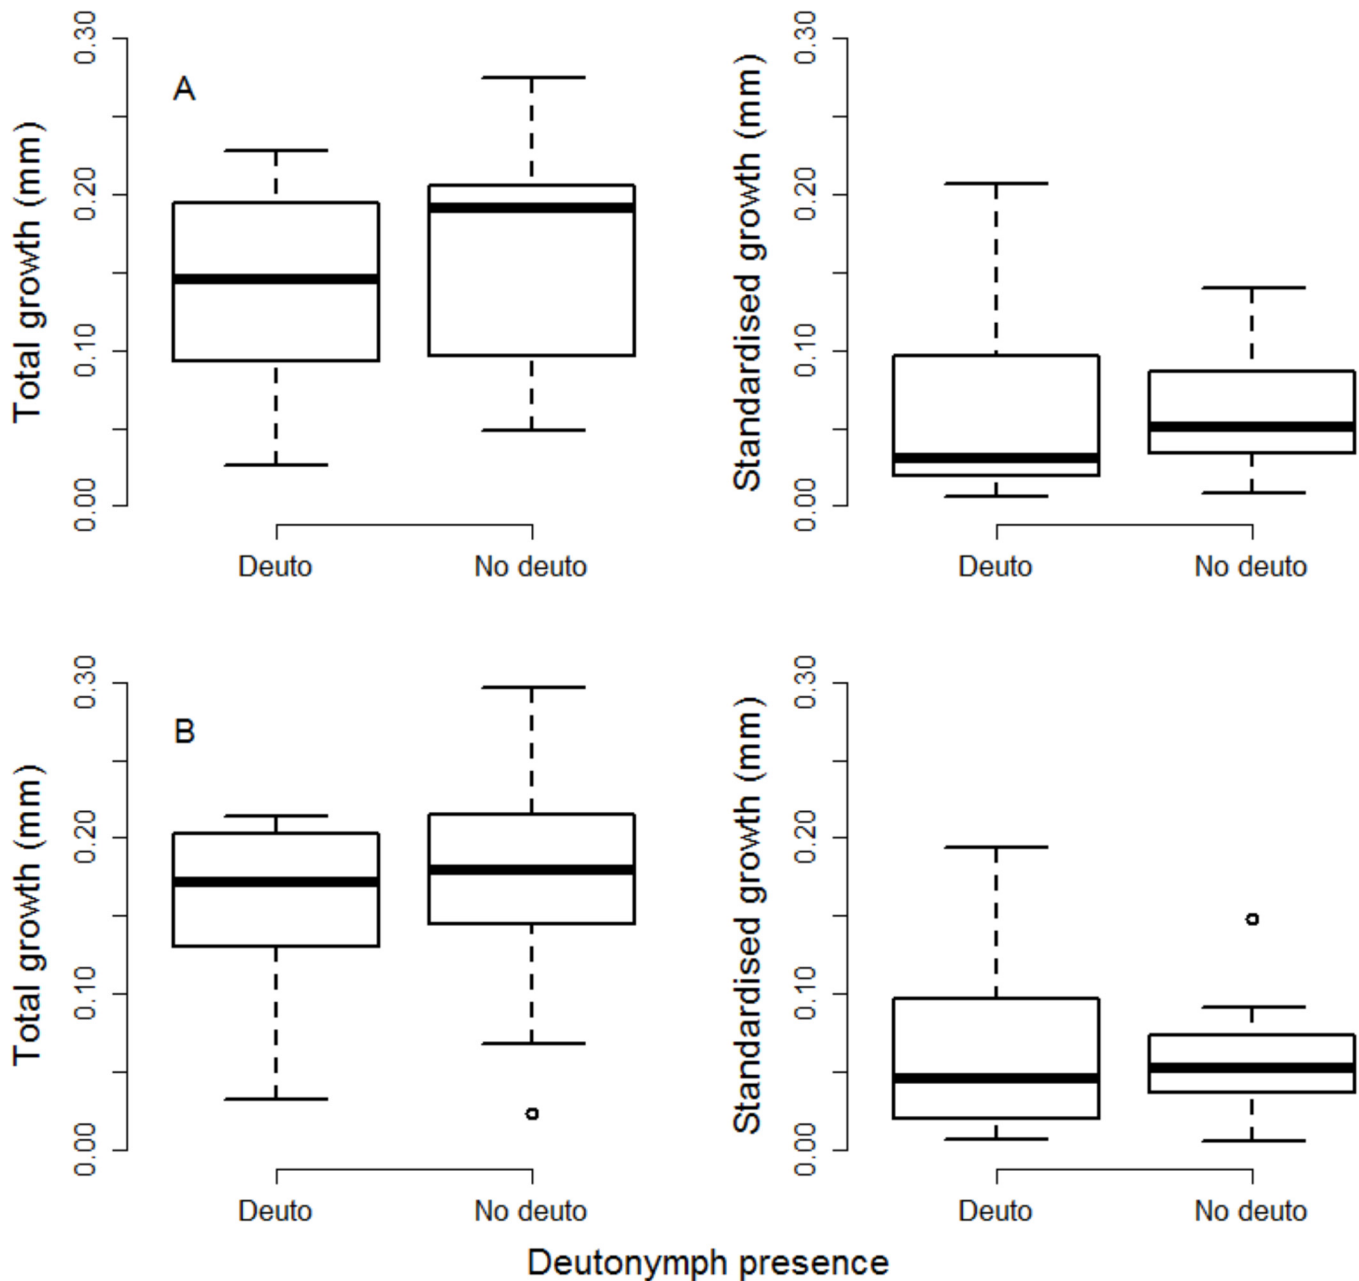 A
Total growth (mm)
0.00 0.10 0.20 0.30
Deuto No deuto
Standardised growth (mm)
0.00 0.10 0.20 0.30
Deuto No deuto
B
Total growth (mm)
0.00 0.10 0.20 0.30
Deuto No deuto
Standardised growth (mm)
0.00 0.10 0.20 0.30
Deuto No deuto
Deutonymph presence